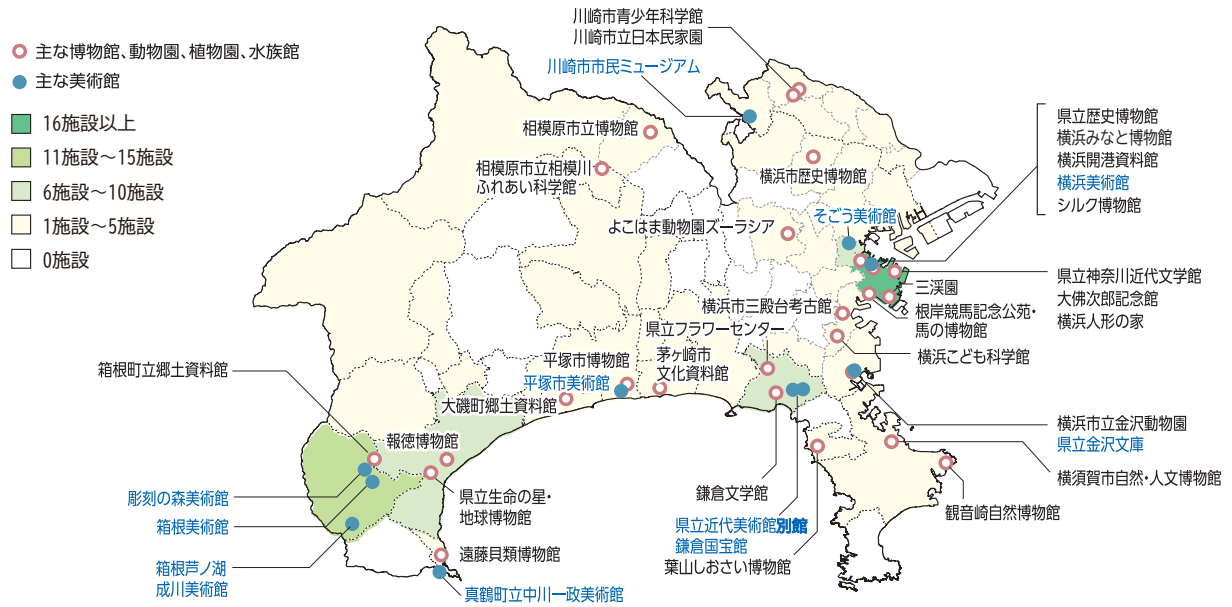 主な博物館、動物園、植物園、水族館
主な美術館
16施設以上
11施設～15施設
6施設～10施設
1施設～5施設
0施設
川崎市青少年科学館
川崎市立日本民家園
川崎市市民ミュージアム
相模原市立博物館
相模原市立相模川
ふれあい科学館
横浜市歴史博物館
よこはま動物園ズーラシア
そごう美術館
県立歴史博物館
横浜みなと博物館
横浜開港資料館
横浜美術館
シルク博物館
県立神奈川近代文学館
大佛次郎記念館
横浜人形の家
三渓園
根岸競馬記念公苑・
馬の博物館
横浜市三殿台考古館
横浜こども科学館
県立フラワーセンター
茅ヶ崎市
文化資料館
平塚市博物館
平塚市美術館
大磯町郷土資料館
箱根町立郷土資料館
報徳博物館
彫刻の森美術館
箱根美術館
箱根芦ノ湖
成川美術館
県立生命の星・
地球博物館
遠藤貝類博物館
真鶴町立中川一政美術館
鎌倉文学館
県立近代美術館別館
鎌倉国宝館
葉山しおさい博物館
横浜市立金沢動物園
県立金沢文庫
横須賀市自然・人文博物館
観音崎自然博物館